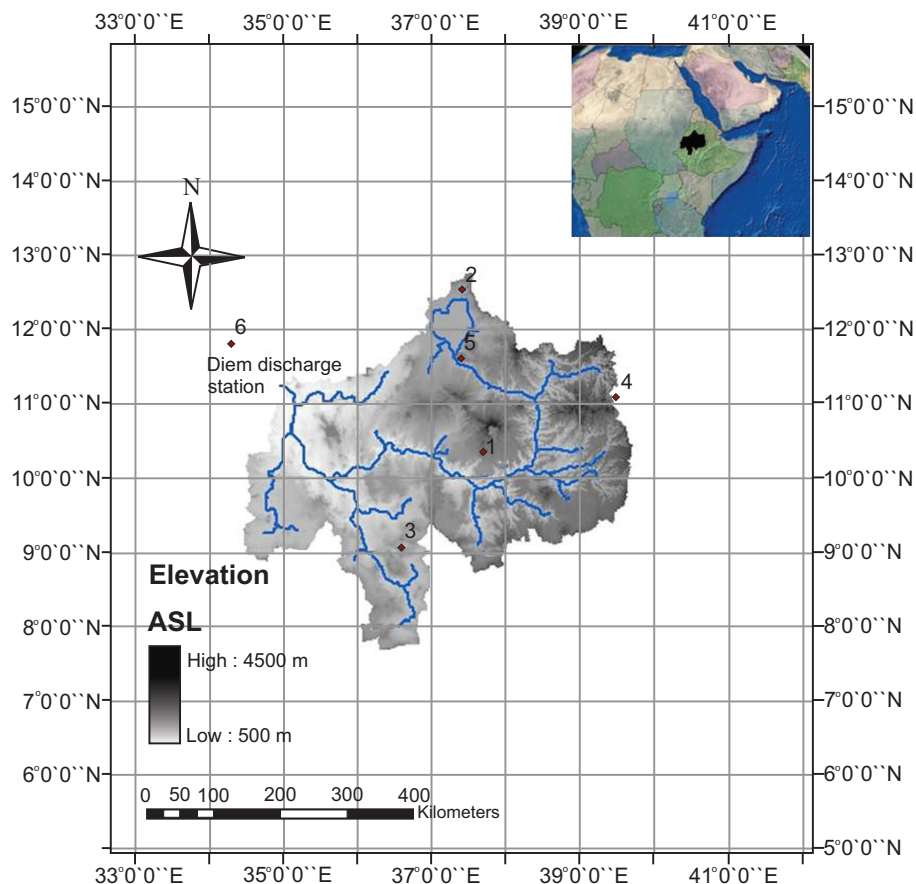 33°0`0``E 35°0`0``E 37°0`0``E 39°0`0``E 41°0`0``E
15°0`0``N 15°0`0``N
14°0`0``N 14°0`0``N
N
13°0`0``N 13°0`0``N
2
12°0`0``N 12°0`0``N
6
5
Diem discharge
station
4
11°0`0``N 11°0`0``N
1
10°0`0``N 10°0`0``N
3
9°0`0``N 9°0`0``N
Elevation
ASL
8°0`0``N 8°0`0``N
High : 4500 m
7°0`0``N 7°0`0``N
Low : 500 m
6°0`0``N 6°0`0``N
0 50 100 200 300 400
Kilometers
5°0`0``N
33°0`0``E 35°0`0``E 37°0`0``E 39°0`0``E 41°0`0``E